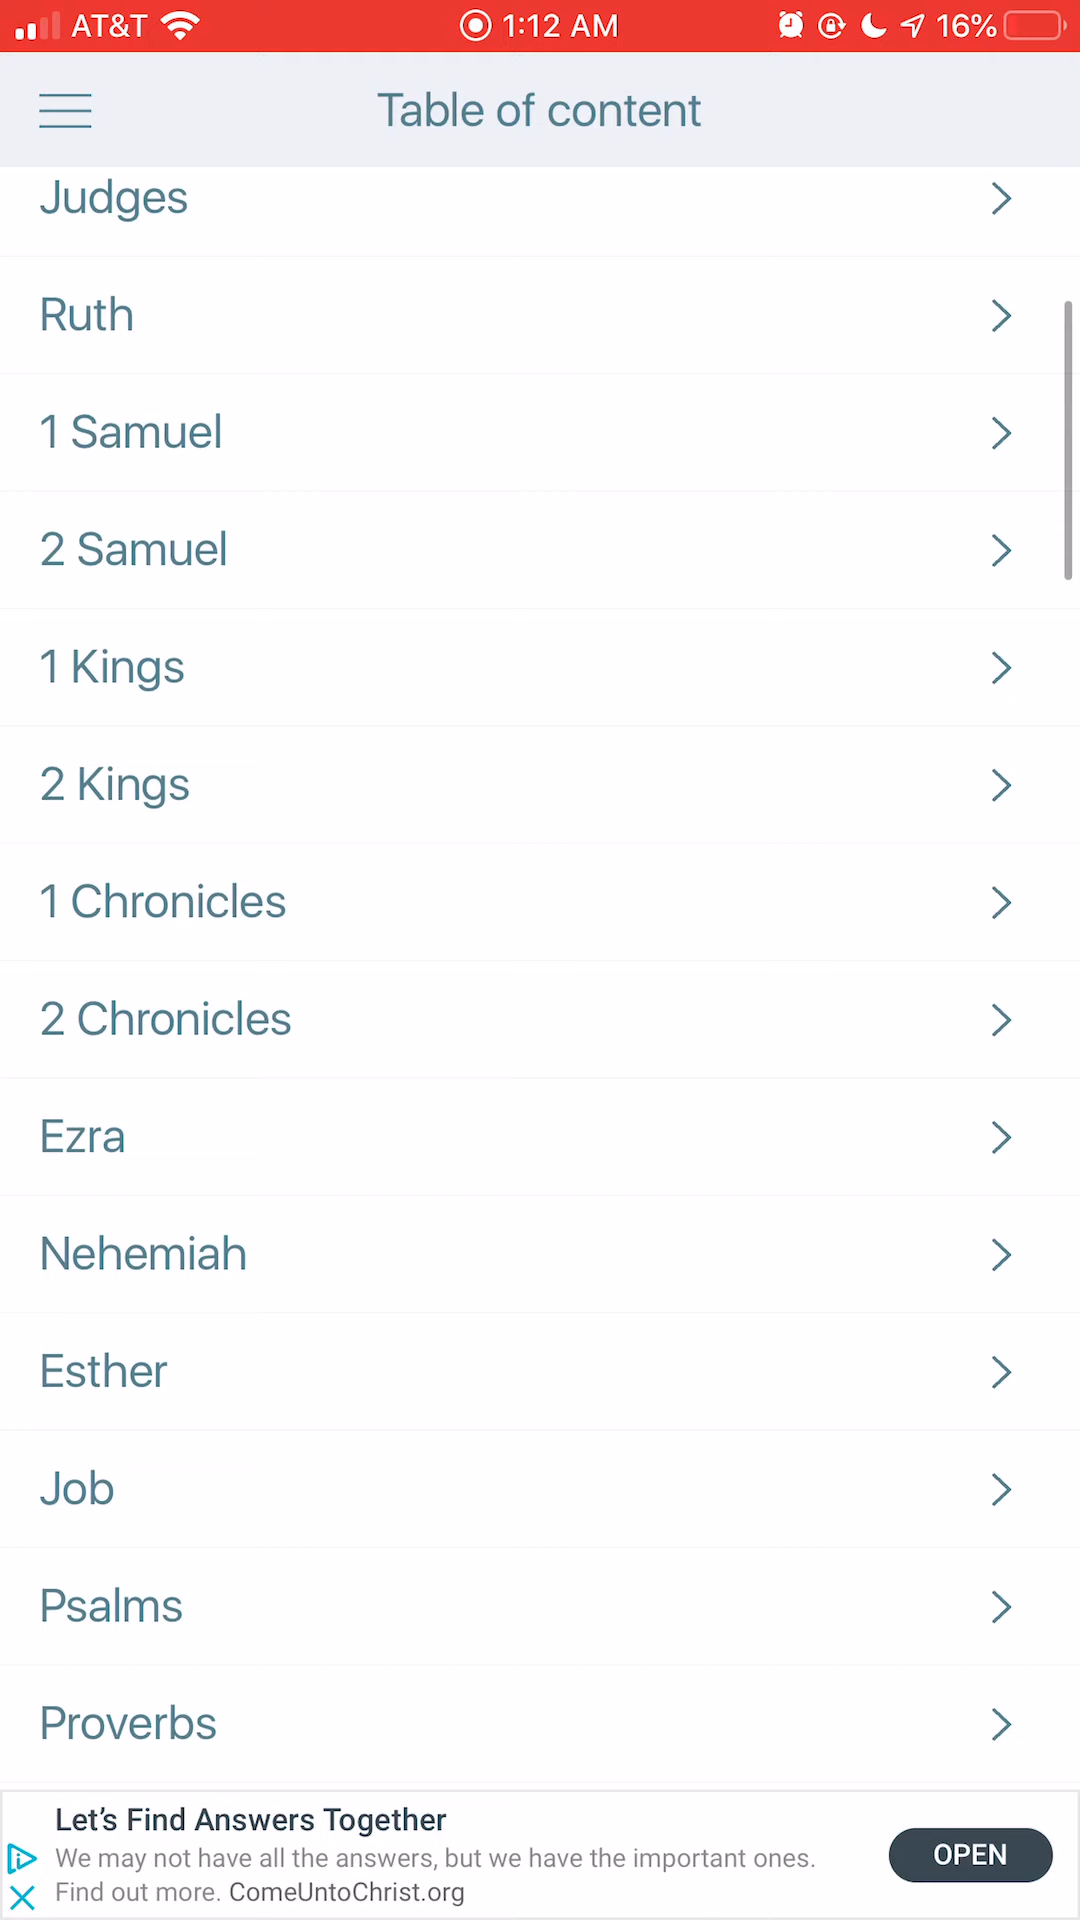 AT&T 1:12 AM 16%
Table of content
Judges
Ruth
1 Samuel
2 Samuel
1 Kings
2 Kings
1 Chronicles
2 Chronicles
Ezra
Nehemiah
Esther
Job
Psalms
Proverbs
Let's Find Answers Together
We may not have all the answers, but we have the important ones.
Find out more. ComeUntoChrist.org
OPEN